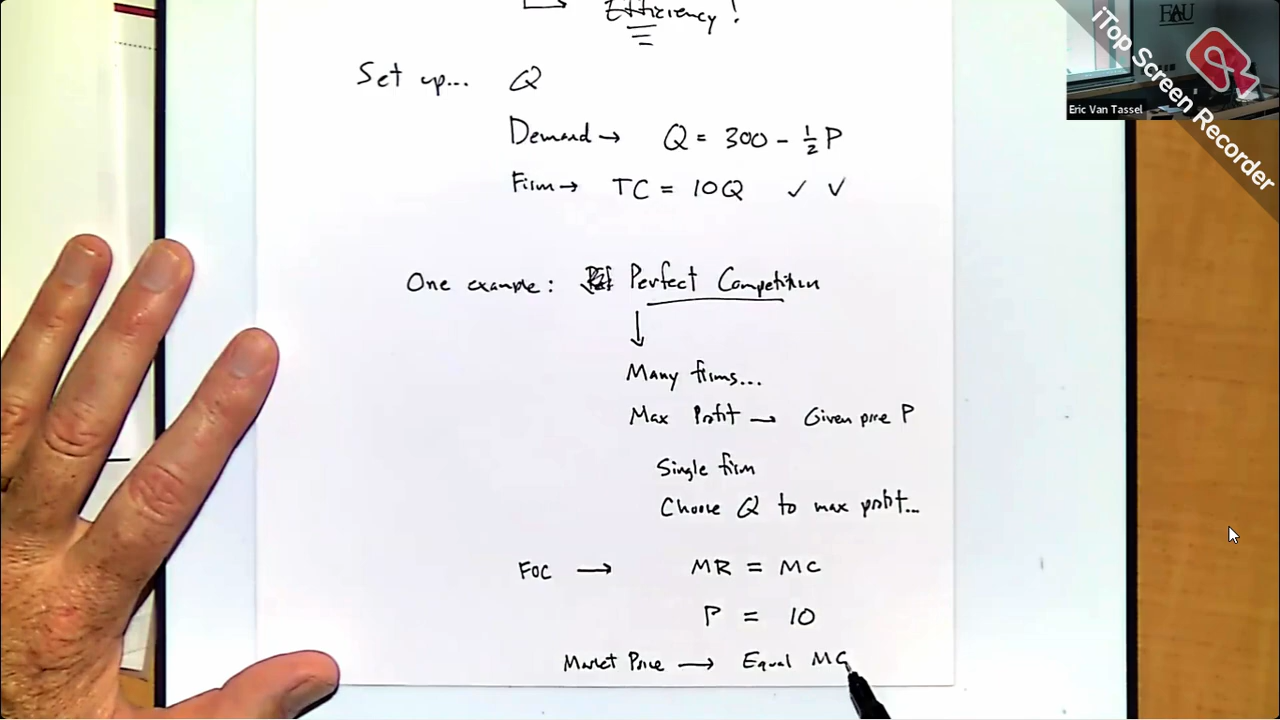 Efficiency!
Set up... Q
Demand → Q = 300 - ½ P
Firm → TC = 10Q ✓ ✓
One example: Perfect Competition
↓
Many firms...
Max Profit → Given price P
Single firm
Choose Q to max profit...
FOC → MR = MC
P = 10
Market Price → Equal MC
FAU
Eric Van Tassel
iTop Screen Recorder